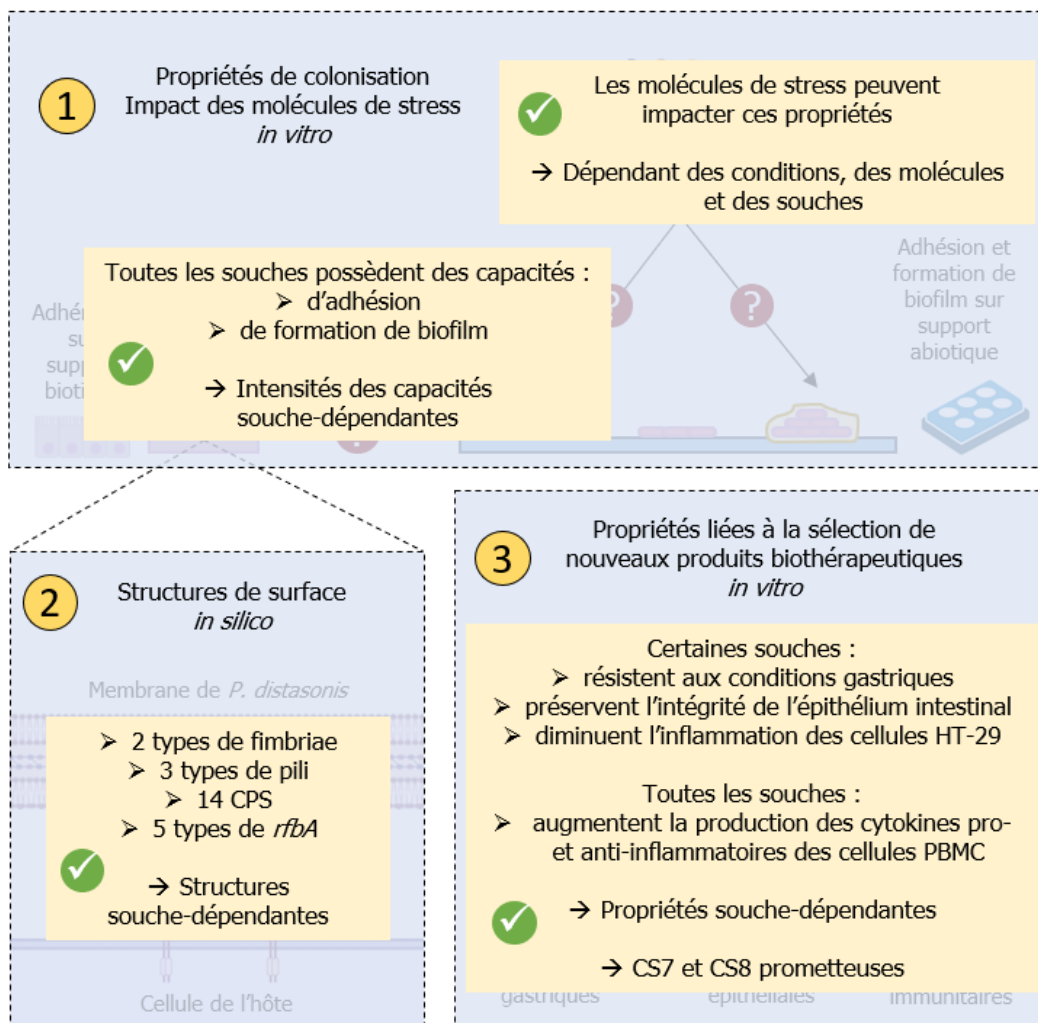 1
Propriétés de colonisation
Impact des molécules de stress
in vitro
Les molécules de stress peuvent
impacter ces propriétés
→ Dépendant des conditions, des molécules
et des souches
Toutes les souches possèdent des capacités :
➤ d'adhésion
➤ de formation de biofilm
→ Intensités des capacités
souche-dépendantes
?
?
Adhésion et
formation de
biofilm sur
support
abiotique
2
Structures de surface
in silico
Membrane de P. distasonis
➤ 2 types de fimbriae
➤ 3 types de pili
➤ 14 CPS
➤ 5 types de rfbA
→ Structures
souche-dépendantes
Cellule de l'hôte
3
Propriétés liées à la sélection de
nouveaux produits biothérapeutiques
in vitro
Certaines souches :
➤ résistent aux conditions gastriques
➤ préservent l'intégrité de l'épithélium intestinal
➤ diminuent l'inflammation des cellules HT-29
Toutes les souches :
➤ augmentent la production des cytokines pro-
et anti-inflammatoires des cellules PBMC
→ Propriétés souche-dépendantes
→ CS7 et CS8 prometteuses
gastriques épithéliales immunitaires